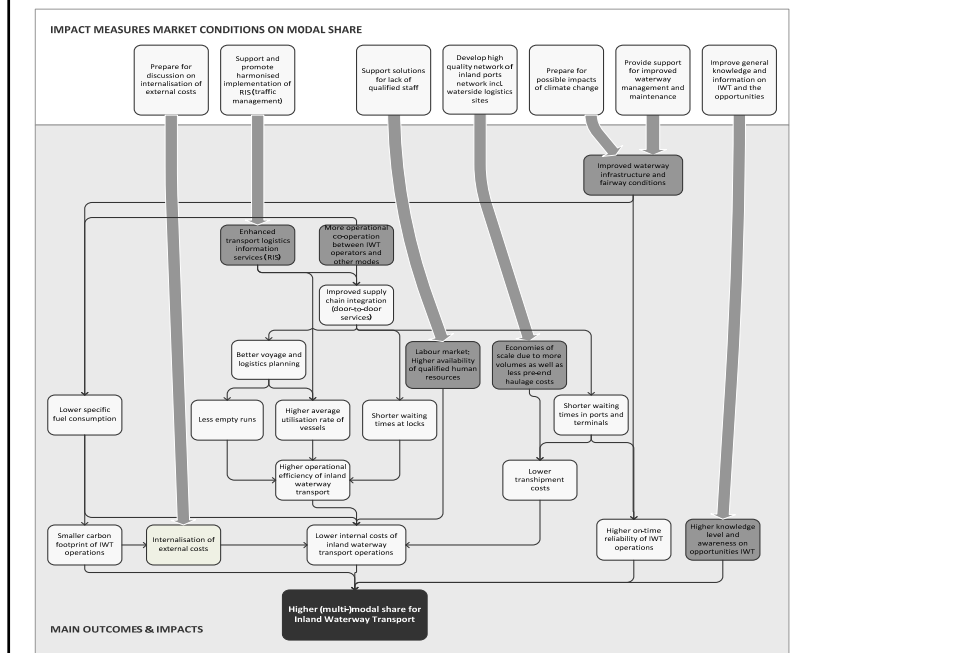 IMPACT MEASURES MARKET CONDITIONS ON MODAL SHARE
Prepare for
discussion on
internalisation of
external costs
Support and
promote
harmonised
implementation of
RIS (traffic
management)
Support solutions
for lack of
qualified staff
Develop high
quality network of
inland ports
network incl.
waterside logistics
sites
Prepare for
possible impacts
of climate change
Provide support
for improved
waterway
management and
maintenance
Improve general
knowledge and
information on
IWT and the
opportunities
Improved waterway
infrastructure and
fairway conditions
Enhanced
transport logistics
information
services (RIS)
More operational
co-operation
between IWT
operators and
other modes
Improved supply
chain integration
(door-to-door
services)
Better voyage and
logistics planning
Labour market:
Higher availability
of qualified human
resources
Economies of
scale due to more
volumes as well as
less pre-end
haulage costs
Lower specific
fuel consumption
Less empty runs
Higher average
utilisation rate of
vessels
Shorter waiting
times at locks
Shorter waiting
times in ports and
terminals
Higher operational
efficiency of inland
waterway
transport
Lower
transhipment
costs
Smaller carbon
footprint of IWT
operations
Internalisation of
external costs
Lower internal costs of
inland waterway
transport operations
Higher on-time
reliability of IWT
operations
Higher knowledge
level and
awareness on
opportunities IWT
Higher (multi-)modal share for
Inland Waterway Transport
MAIN OUTCOMES & IMPACTS